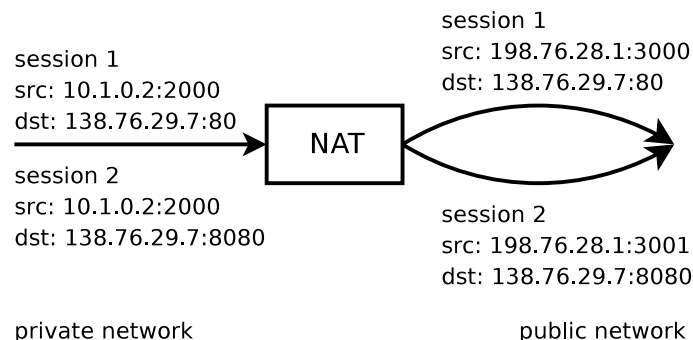 session 1
src: 10.1.0.2:2000
dst: 138.76.29.7:80
session 2
src: 10.1.0.2:2000
dst: 138.76.29.7:8080
NAT
session 1
src: 198.76.28.1:3000
dst: 138.76.29.7:80
session 2
src: 198.76.28.1:3001
dst: 138.76.29.7:8080
private network
public network